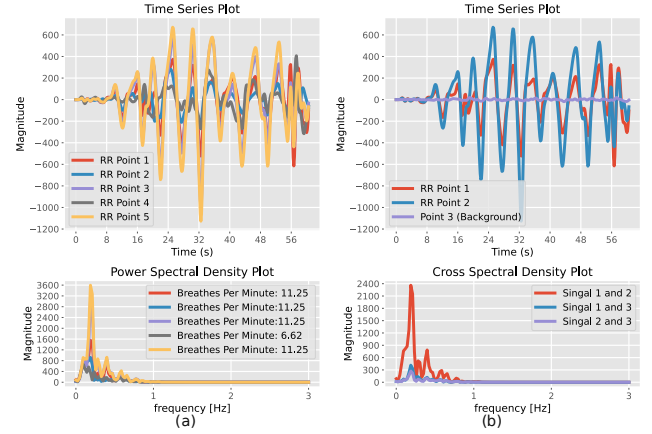 Time Series Plot
Magnitude
600
400
200
0
−200
−400
−600
−800
−1000
−1200
RR Point 1
RR Point 2
RR Point 3
RR Point 4
RR Point 5
0 8 16 24 32 40 48 56
Time (s)
Time Series Plot
Magnitude
600
400
200
0
−200
−400
−600
−800
−1000
−1200
RR Point 1
RR Point 2
Point 3 (Background)
0 8 16 24 32 40 48 56
Time (s)
Power Spectral Density Plot
Magnitude
3600
3200
2800
2400
2000
1600
1200
800
400
0
Breathes Per Minute: 11.25
Breathes Per Minute:11.25
Breathes Per Minute:11.25
Breathes Per Minute: 6.62
Breathes Per Minute: 11.25
0 1 2 3
frequency [Hz]
(a)
Cross Spectral Density Plot
Magnitude
2400
2100
1800
1500
1200
900
600
300
0
Singal 1 and 2
Singal 1 and 3
Singal 2 and 3
0 1 2 3
frequency [Hz]
(b)